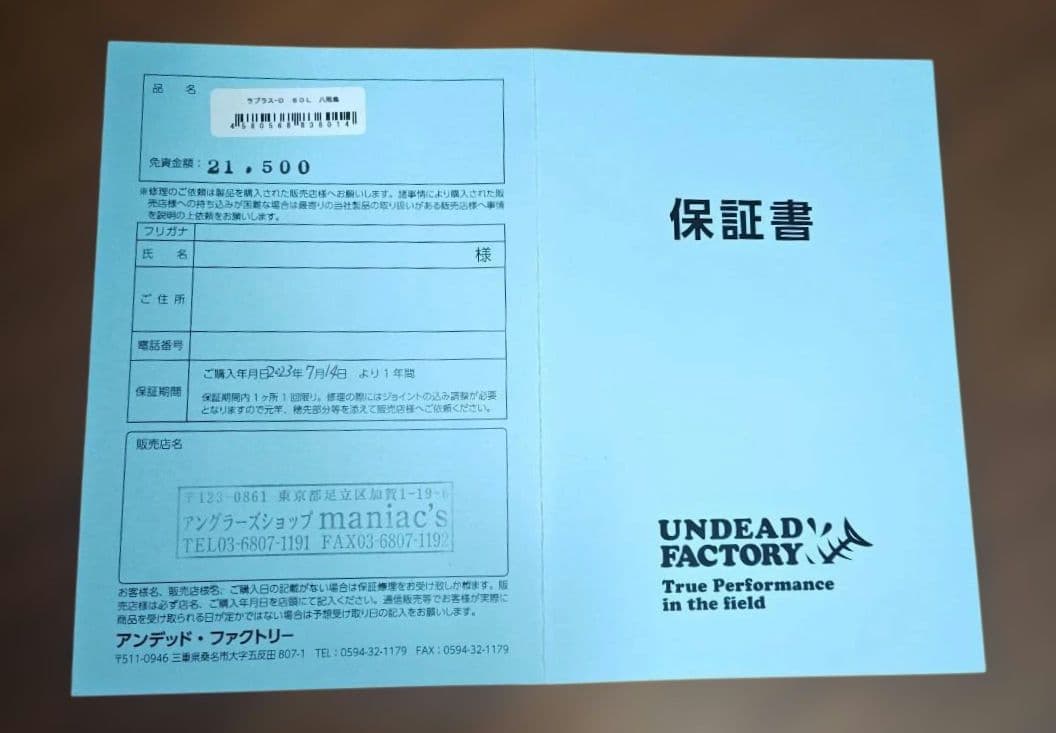 品 名
ラプラス-D 60L 八咫烏
4580568836014
免責金額：21,500
※修理のご依頼は製品を購入された販売店様へお願いします。諸事情により購入された販
売店様への持ち込みが困難な場合は最寄りの当社製品の取り扱いがある販売店様へ事情
を説明の上依頼をお願いします。
フリガナ
氏 名 様
ご住所
電話番号
保証期間
ご購入年月日2023年7月14日 より1年間
保証期間内1ヶ所1回限り。修理の際にはジョイントの込み調整が必要
となりますので元竿、穂先部分等を添えて販売店様へご依頼ください。
販売店名
〒123-0861 東京都足立区加賀1-19-6
アングラーズショップ maniac's
TEL03-6807-1191 FAX03-6807-1192
お客様名、販売店様名、ご購入日の記載がない場合は保証修理をお受け致しかねます。販
売店様は必ず店名、ご購入年月日を店頭にて記入ください。通信販売等でお客様が実際に
商品を受け取られる日が定かではない場合は予想受け取り日の記入をお願いします。
アンデッド・ファクトリー
〒511-0946 三重県桑名市大字五反田807-1 TEL：0594-32-1179 FAX：0594-32-1179
保証書
UNDEAD
FACTORY
True Performance
in the field